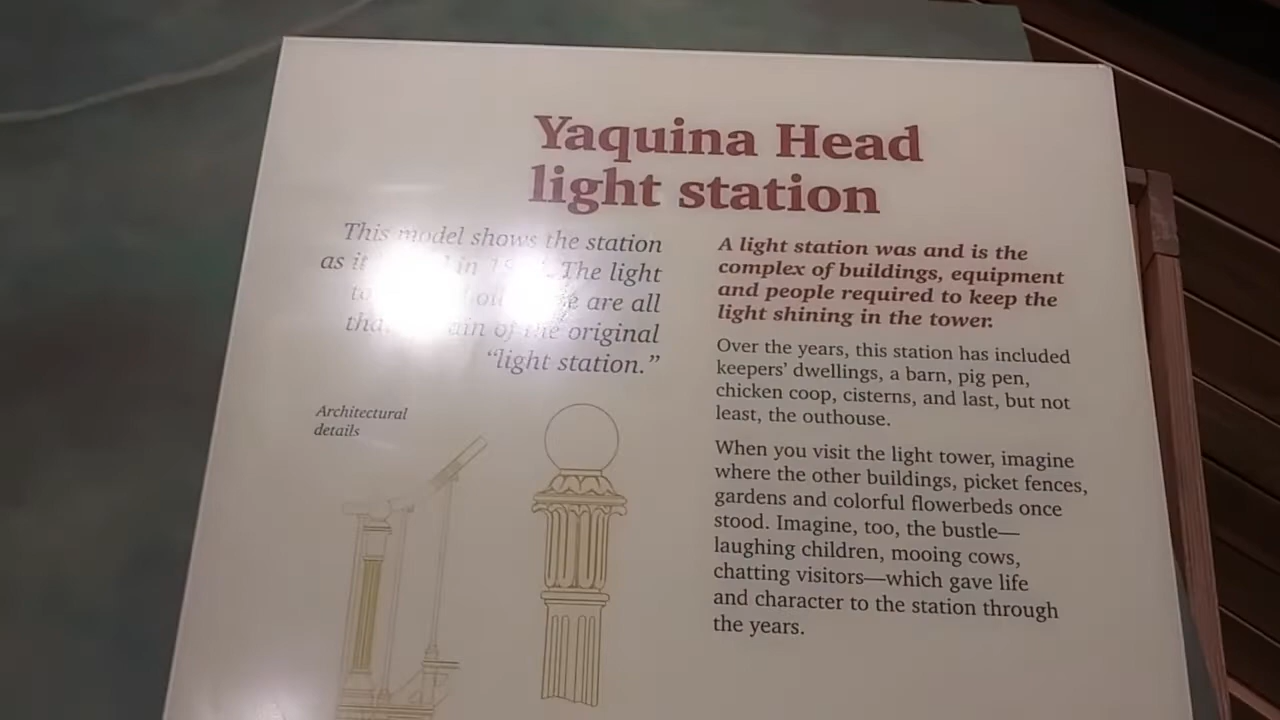 Yaquina Head
light station
This model shows the station
as it in The light
are all
of the original
“light station.”
Architectural
details
A light station was and is the
complex of buildings, equipment
and people required to keep the
light shining in the tower.
Over the years, this station has included
keepers’ dwellings, a barn, pig pen,
chicken coop, cisterns, and last, but not
least, the outhouse.
When you visit the light tower, imagine
where the other buildings, picket fences,
gardens and colorful flowerbeds once
stood. Imagine, too, the bustle—
laughing children, mooing cows,
chatting visitors—which gave life
and character to the station through
the years.